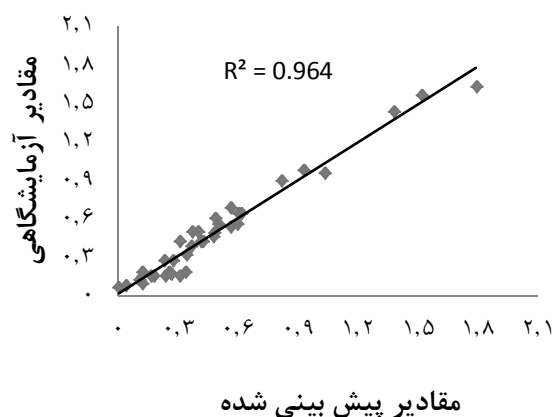 ۲٫۱
۱٫۸
۱٫۵
۱٫۲
۰٫۹
۰٫۶
۰٫۳
۰
مقادیر آزمایشگاهی
R² = 0.964
۰ ۰٫۳ ۰٫۶ ۰٫۹ ۱٫۲ ۱٫۵ ۱٫۸ ۲٫۱
مقادیر پیش بینی شده